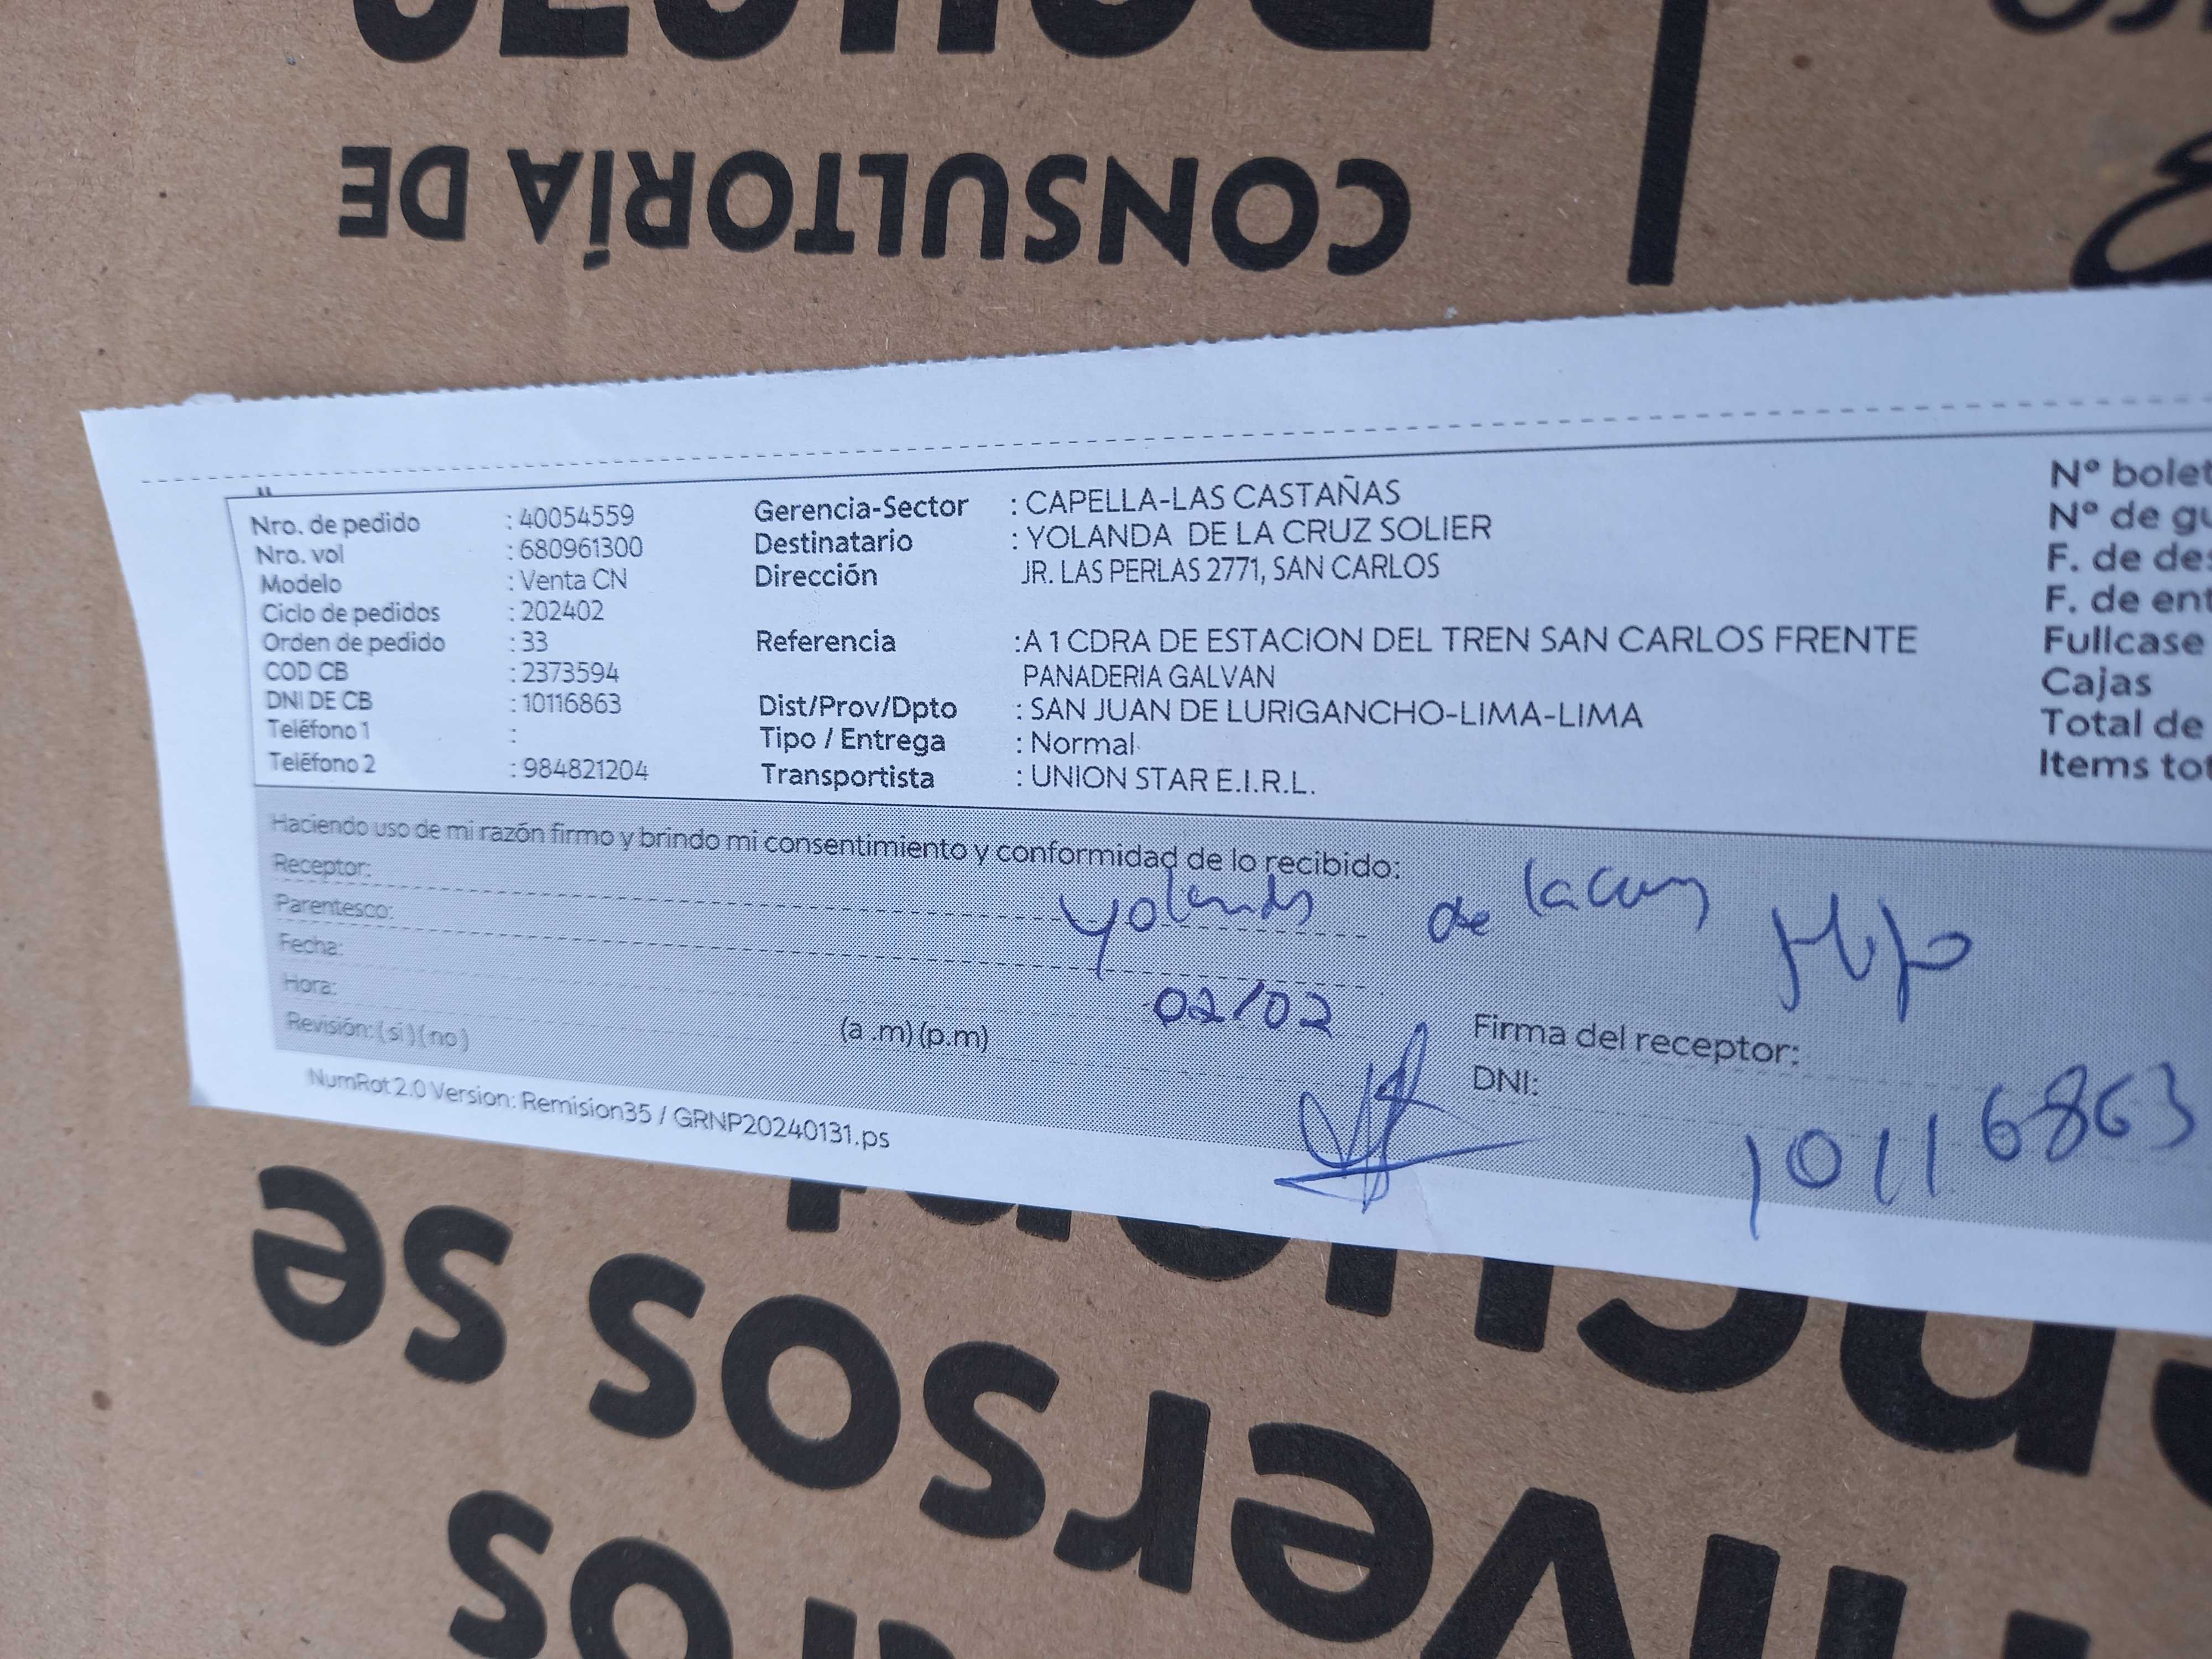 CONSULTORÍA DE
Nro. de pedido : 40054559
Nro. vol : 680961300
Modelo : Venta CN
Ciclo de pedidos : 202402
Orden de pedido : 33
COD CB : 2373594
DNI DE CB : 10116863
Teléfono 1 :
Teléfono 2 : 984821204
Gerencia-Sector : CAPELLA-LAS CASTAÑAS
Destinatario : YOLANDA DE LA CRUZ SOLIER
Dirección JR. LAS PERLAS 2771, SAN CARLOS
Referencia :A 1 CDRA DE ESTACION DEL TREN SAN CARLOS FRENTE
PANADERIA GALVAN
Dist/Prov/Dpto : SAN JUAN DE LURIGANCHO-LIMA-LIMA
Tipo / Entrega : Normal
Transportista : UNION STAR E.I.R.L.
Nº bolet
Nº de gu
F. de des
F. de ent
Fullcase
Cajas
Total de
Items tot
Haciendo uso de mi razón firmo y brindo mi consentimiento y conformidad de lo recibido:
Receptor: Yolanda de la Cruz
Parentesco:
Fecha: 02/02
Hora: (a .m) (p.m)
Revisión: ( si ) ( no )
Firma del receptor:
DNI: 10116863
NumRot 2.0 Version: Remision35 / GRNP20240131.ps
versos se